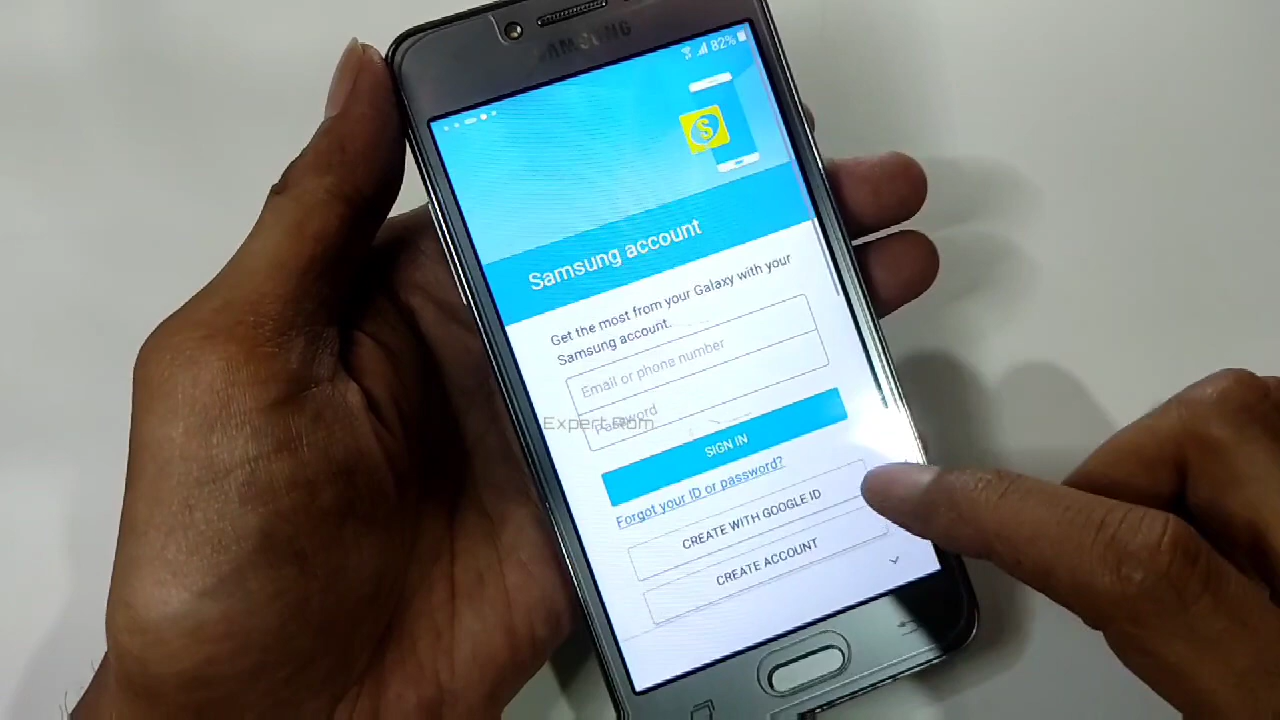 SAMSUNG
82%
S
Samsung account
Get the most from your Galaxy with your
Samsung account.
Email or phone number
Password
Expert Rom
SIGN IN
Forgot your ID or password?
CREATE WITH GOOGLE ID
CREATE ACCOUNT